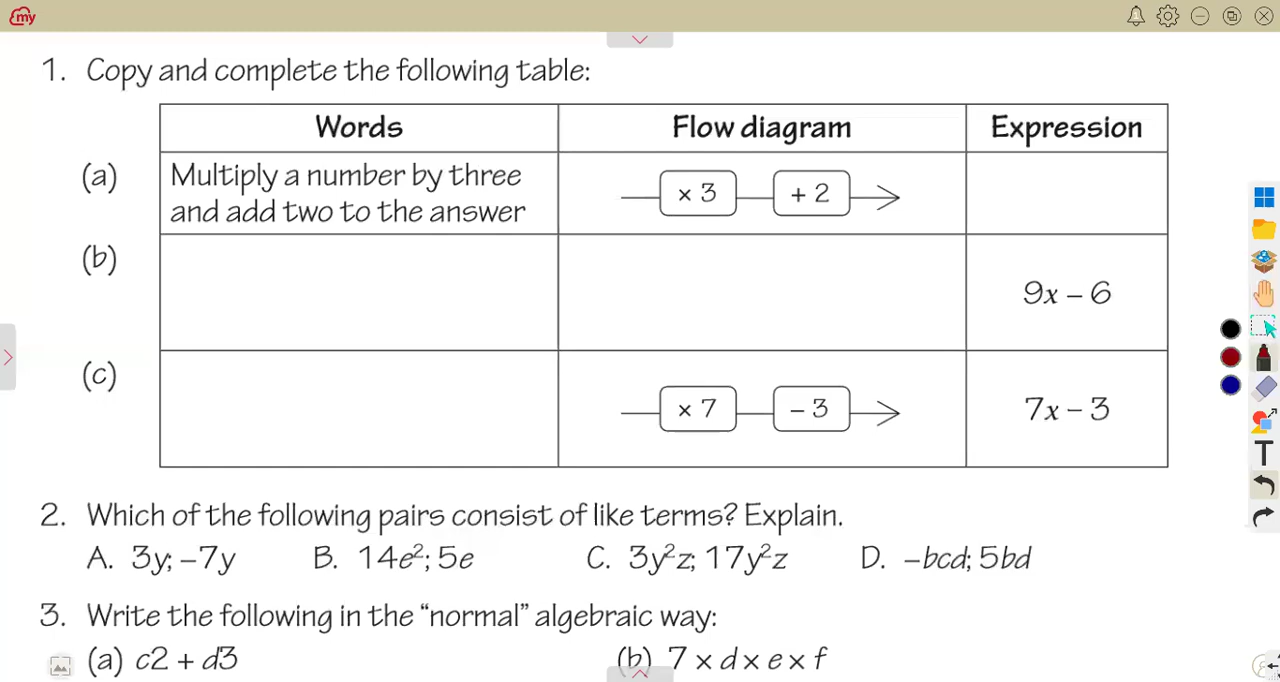 my
1. Copy and complete the following table:
Words Flow diagram Expression
(a) Multiply a number by three
and add two to the answer
× 3 + 2
(b) 9x – 6
(c) × 7 – 3 7x – 3
2. Which of the following pairs consist of like terms? Explain.
A. 3y; –7y B. 14e²; 5e C. 3y²z; 17y²z D. –bcd; 5bd
3. Write the following in the “normal” algebraic way:
(a) c2 + d3 (b) 7 × d × e × f
T